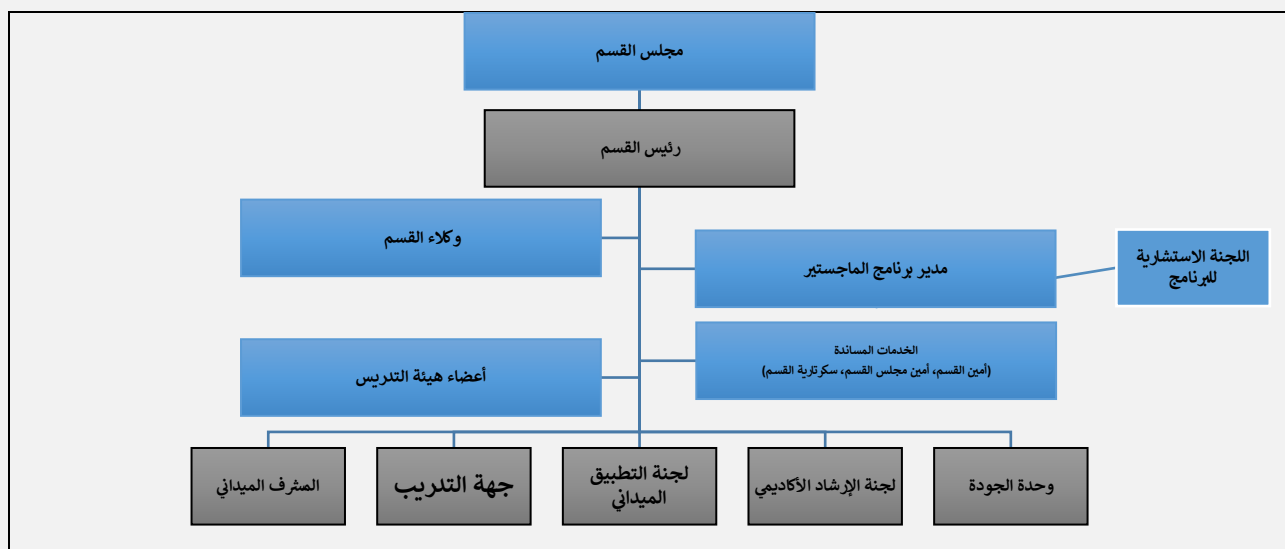 مجلس القسم
رئيس القسم
وكلاء القسم
مدير برنامج الماجستير
اللجنة الاستشارية
للبرنامج
الخدمات المساندة
(أمين القسم، أمين مجلس القسم، سكرتارية القسم)
أعضاء هيئة التدريس
وحدة الجودة
لجنة الإرشاد الأكاديمي
لجنة التطبيق
الميداني
جهة التدريب
المشرف الميداني